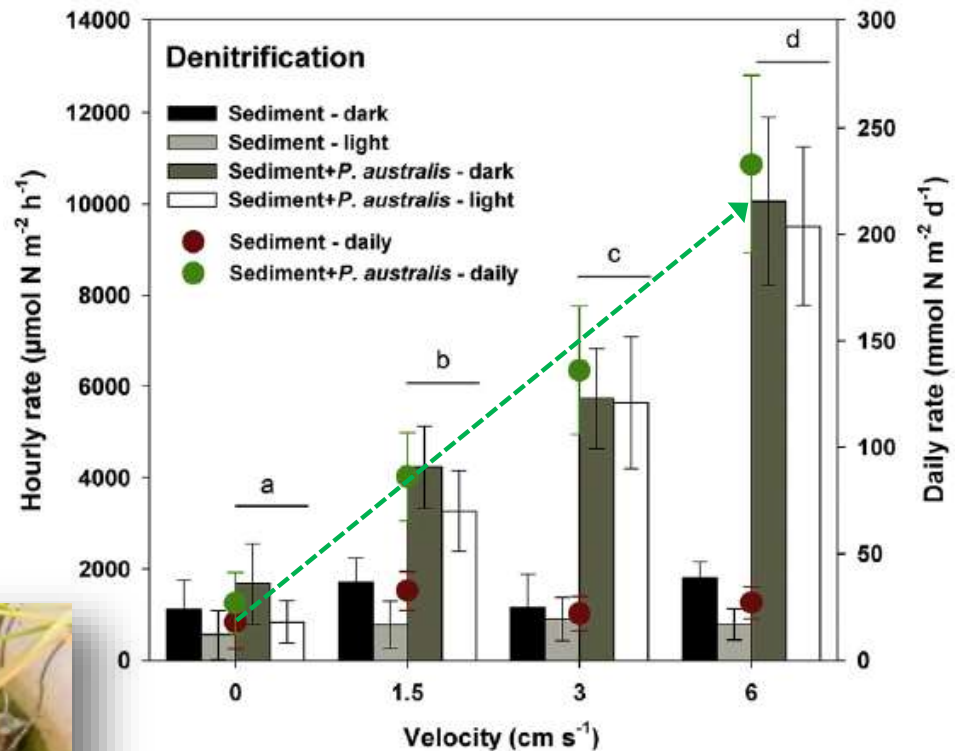 Denitrification
Sediment - dark
Sediment - light
Sediment+P. australis - dark
Sediment+P. australis - light
Sediment - daily
Sediment+P. australis - daily
Hourly rate (µmol N m⁻² h⁻¹)
14000
12000
10000
8000
6000
4000
2000
0
a
b
c
d
300
250
200
150
100
50
0
Daily rate (mmol N m⁻² d⁻¹)
0 1.5 3 6
Velocity (cm s⁻¹)